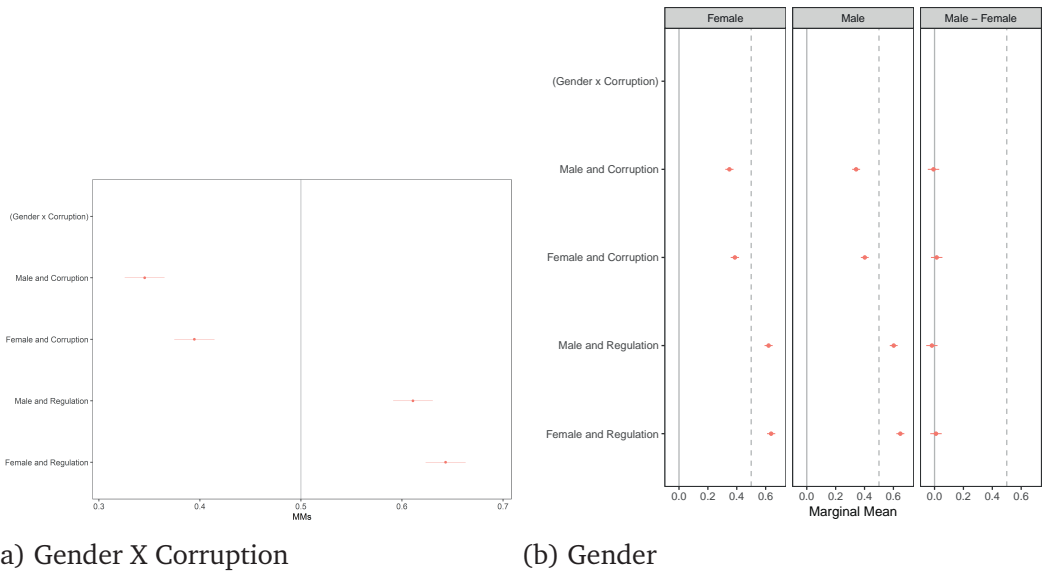 (Gender x Corruption)
Male and Corruption
Female and Corruption
Male and Regulation
Female and Regulation
0.3 0.4 0.5 0.6 0.7
MMs
a) Gender X Corruption
Female Male Male − Female
(Gender x Corruption)
Male and Corruption
Female and Corruption
Male and Regulation
Female and Regulation
0.0 0.2 0.4 0.6 0.0 0.2 0.4 0.6 0.0 0.2 0.4 0.6
Marginal Mean
(b) Gender